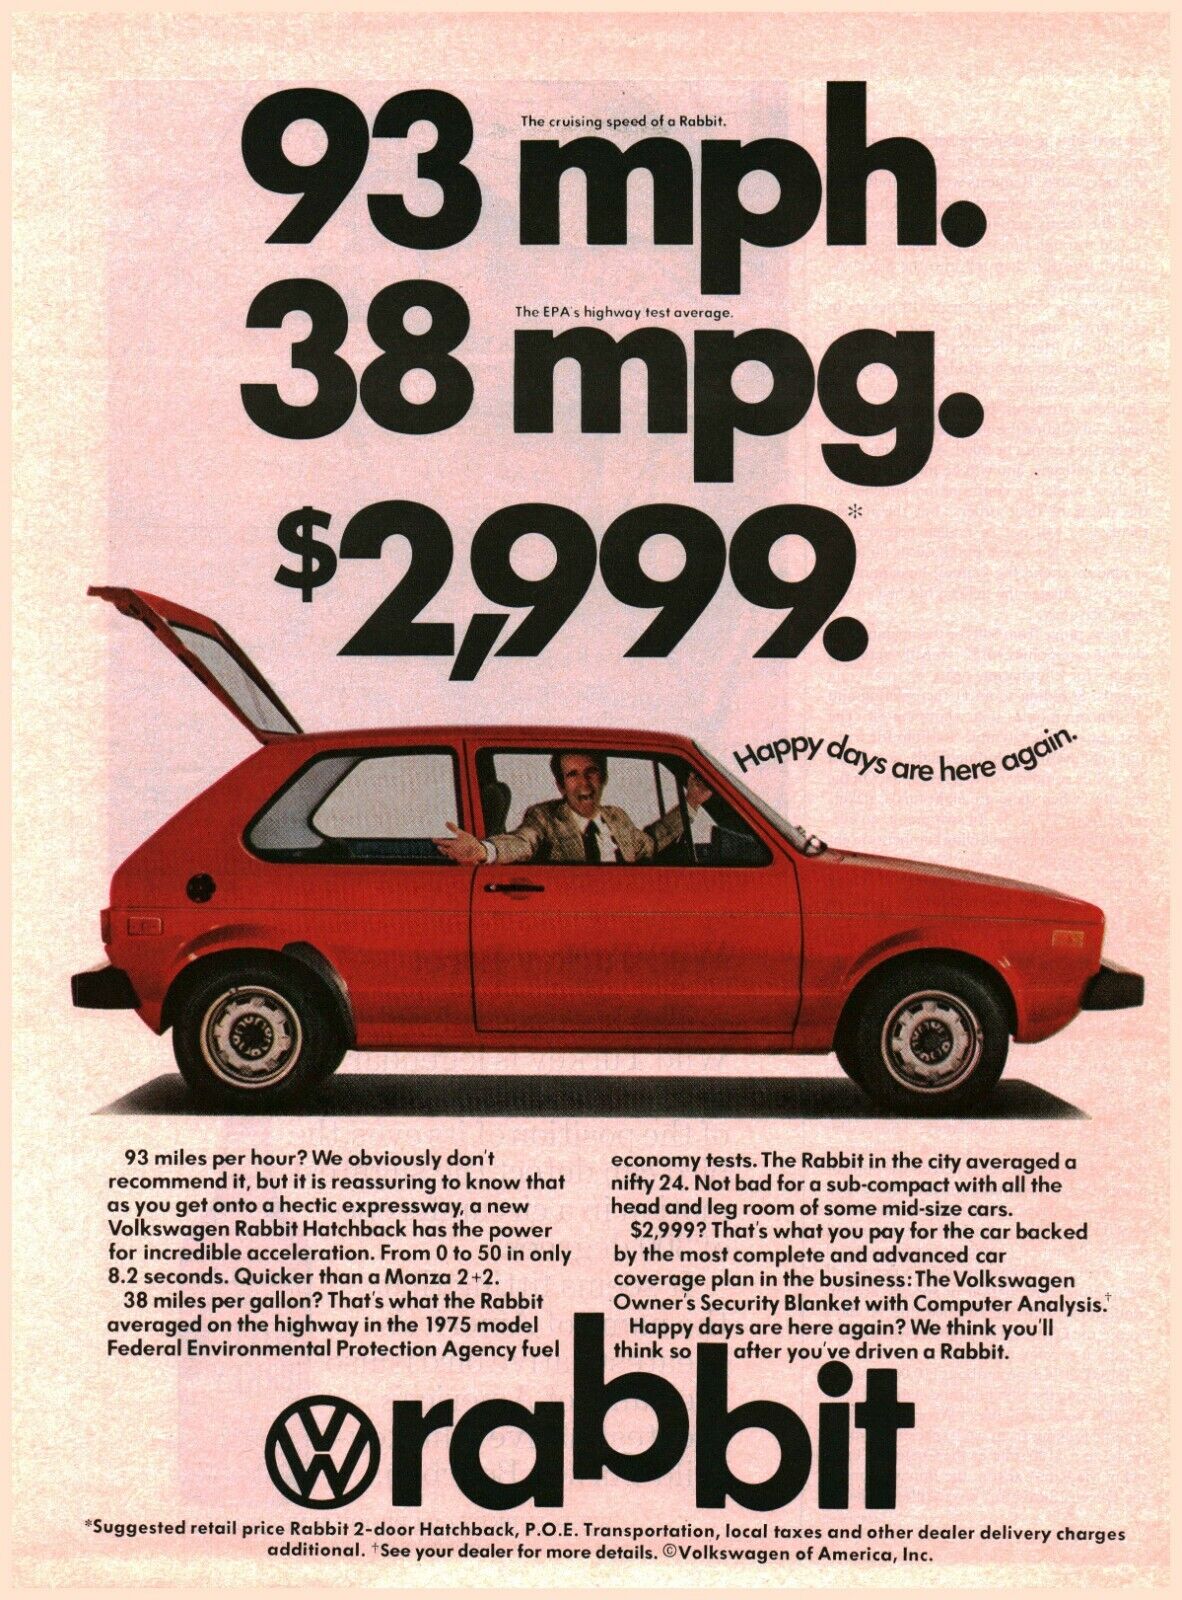 The cruising speed of a Rabbit.
93 mph.
The EPA's highway test average.
38 mpg.
$2,999.*
Happy days are here again.
93 miles per hour? We obviously don't
recommend it, but it is reassuring to know that
as you get onto a hectic expressway, a new
Volkswagen Rabbit Hatchback has the power
for incredible acceleration. From 0 to 50 in only
8.2 seconds. Quicker than a Monza 2+2.
38 miles per gallon? That's what the Rabbit
averaged on the highway in the 1975 model
Federal Environmental Protection Agency fuel
economy tests. The Rabbit in the city averaged a
nifty 24. Not bad for a sub-compact with all the
head and leg room of some mid-size cars.
$2,999? That's what you pay for the car backed
by the most complete and advanced car
coverage plan in the business: The Volkswagen
Owner's Security Blanket with Computer Analysis.†
Happy days are here again? We think you'll
think so after you've driven a Rabbit.
VW rabbit
*Suggested retail price Rabbit 2-door Hatchback, P.O.E. Transportation, local taxes and other dealer delivery charges
additional. †See your dealer for more details. ©Volkswagen of America, Inc.